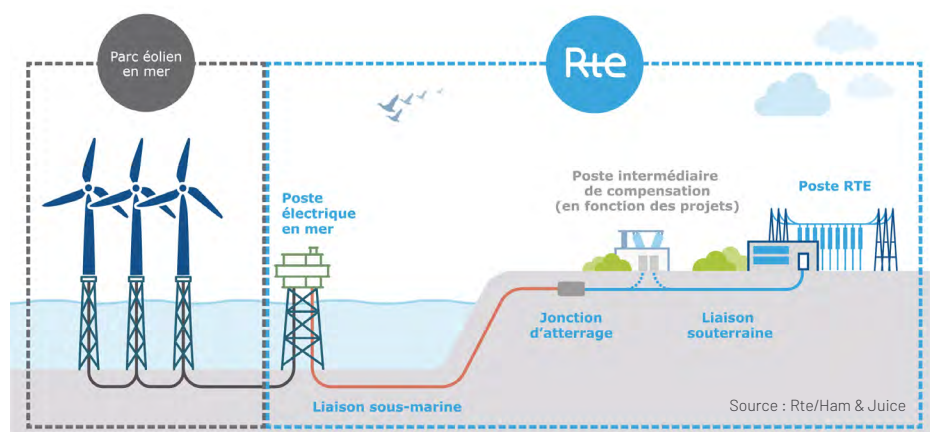 Parc éolien
en mer
Rte
Poste
électrique
en mer
Poste intermédiaire
de compensation
(en fonction des projets)
Poste RTE
Jonction
d'atterrage
Liaison
souterraine
Liaison sous-marine
Source : Rte/Ham & Juice